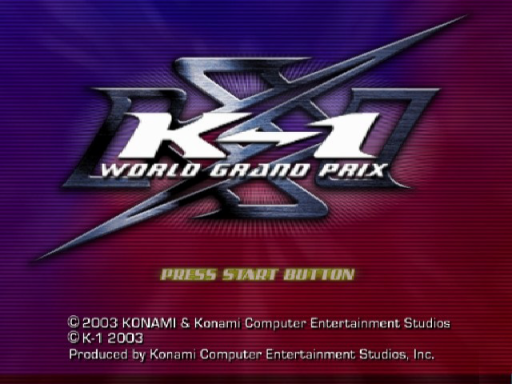 K-1
WORLD GRAND PRIX
PRESS START BUTTON
© 2003 KONAMI & Konami Computer Entertainment Studios
© K-1 2003
Produced by Konami Computer Entertainment Studios, Inc.